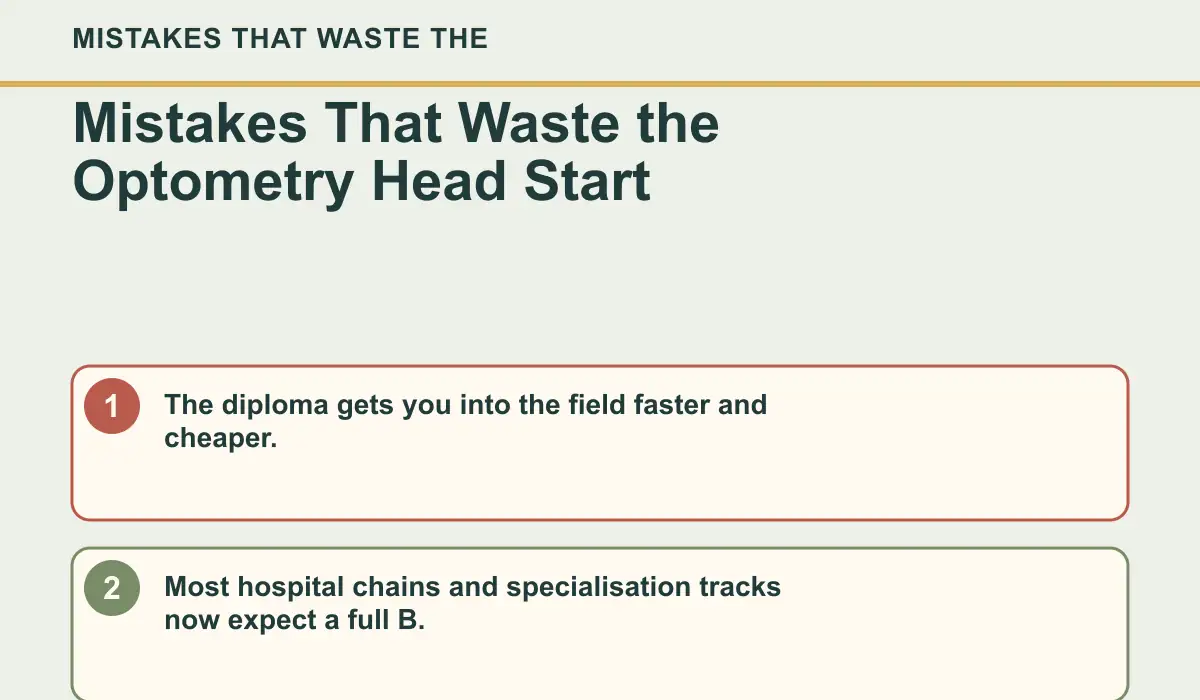 MISTAKES THAT WASTE THE
Mistakes That Waste the
Optometry Head Start
1
The diploma gets you into the field faster and
cheaper.
2
Most hospital chains and specialisation tracks
now expect a full B.